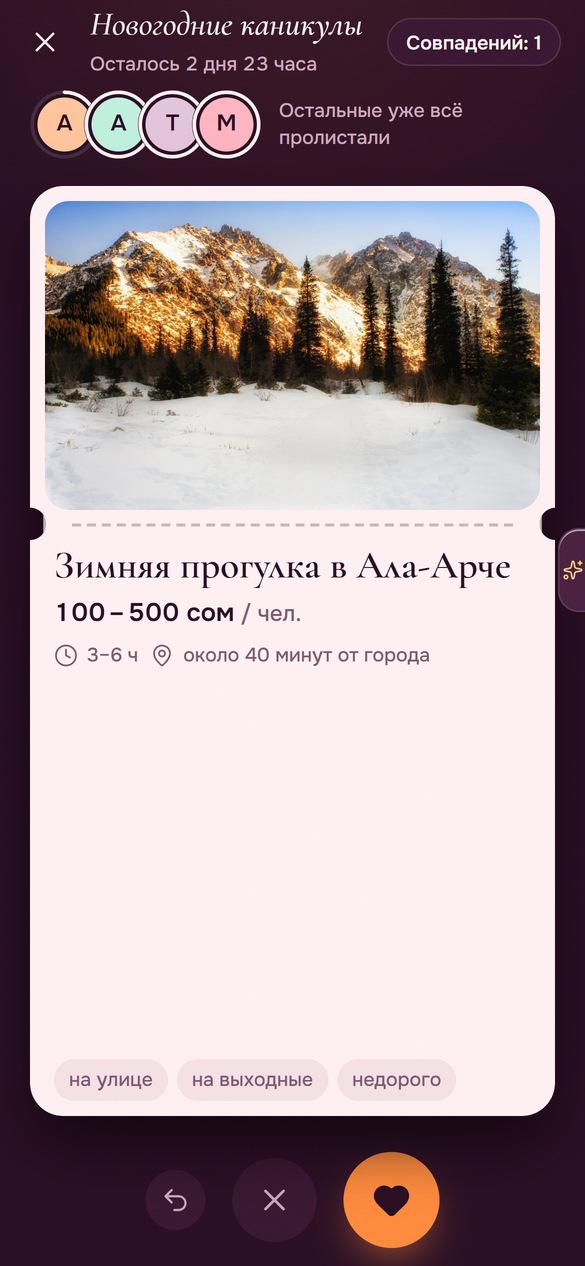 Новогодние каникулы
Осталось 2 дня 23 часа
Совпадений: 1
А А Т М
Остальные уже всё
пролистали
Зимняя прогулка в Ала-Арче
100 – 500 сом / чел.
3–6 ч около 40 минут от города
на улице на выходные недорого